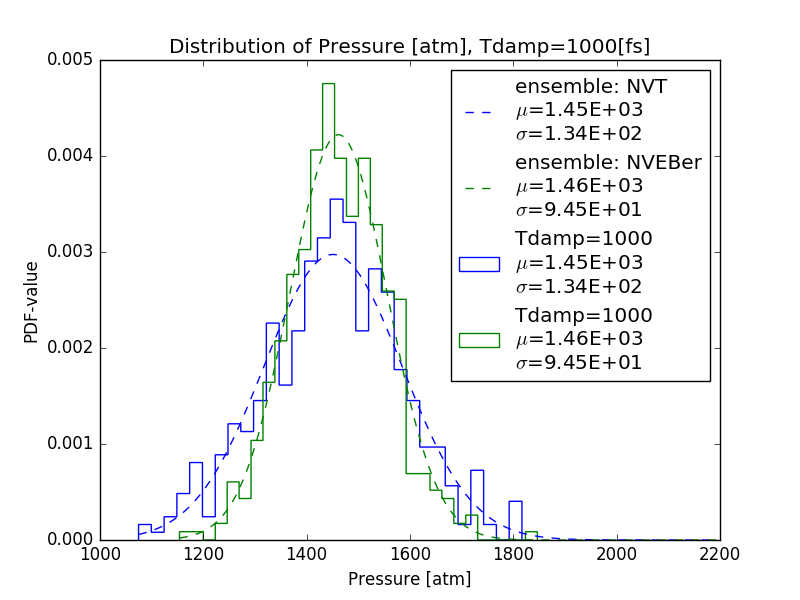 Distribution of Pressure [atm], Tdamp=1000[fs]
0.005
0.004
0.003
0.002
0.001
0.000
PDF-value
1000 1200 1400 1600 1800 2000 2200
Pressure [atm]
ensemble: NVT
μ=1.45E+03
σ=1.34E+02
ensemble: NVEBer
μ=1.46E+03
σ=9.45E+01
Tdamp=1000
μ=1.45E+03
σ=1.34E+02
Tdamp=1000
μ=1.46E+03
σ=9.45E+01